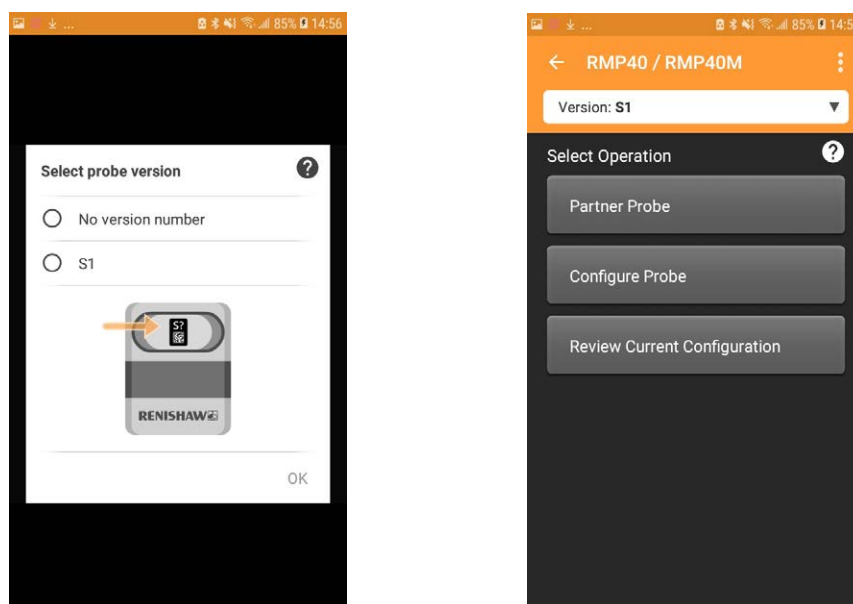 ... 85% 14:56
Select probe version ?
No version number
S1
S?
RENISHAW
OK
... 85% 14:5
RMP40 / RMP40M
Version: S1
Select Operation ?
Partner Probe
Configure Probe
Review Current Configuration